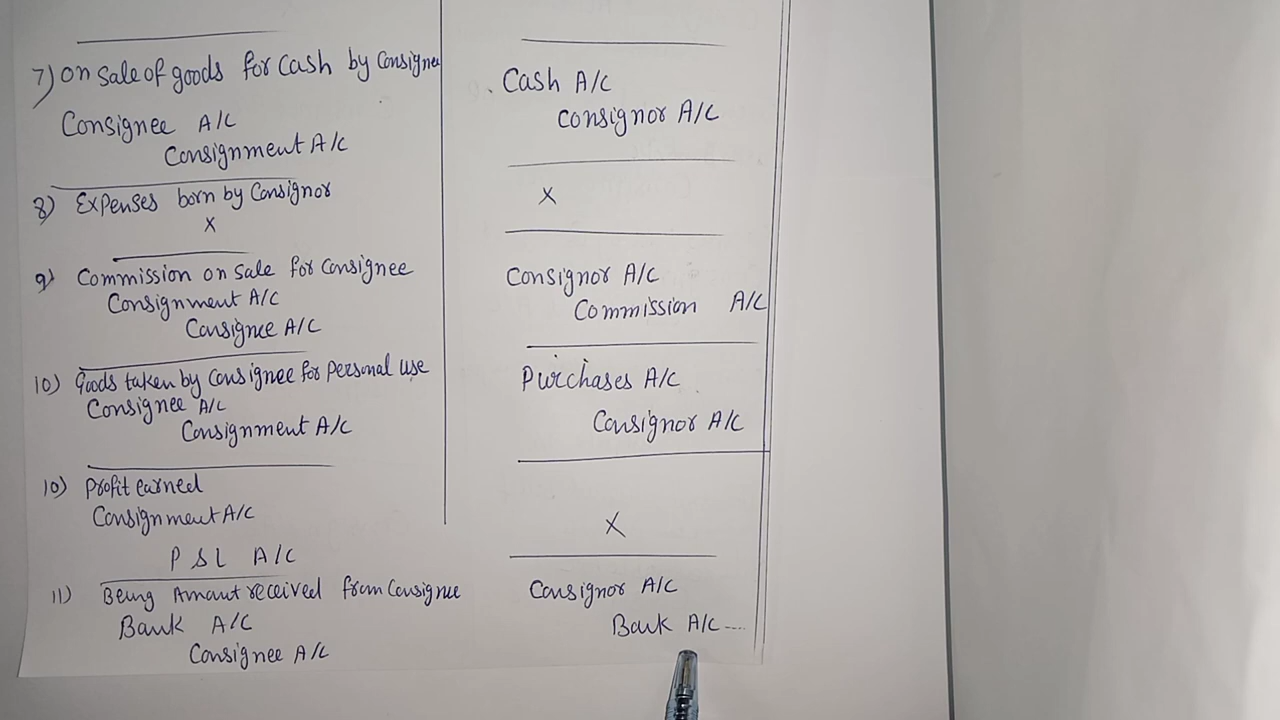 7) on sale of goods for cash by Consignee
Consignee A/C
Consignment A/C
8) Expenses born by Consignor
X
9) Commission on sale for Consignee
Consignment A/C
Consignee A/C
10) Goods taken by Consignee for personal use
Consignee A/C
Consignment A/C
10) Profit earned
Consignment A/C
P & L A/C
11) Being Amount received from Consignee
Bank A/C
Consignee A/C
Cash A/C
Consignor A/C
X
Consignor A/C
Commission A/C
Purchases A/C
Consignor A/C
X
Consignor A/C
Bank A/C ....